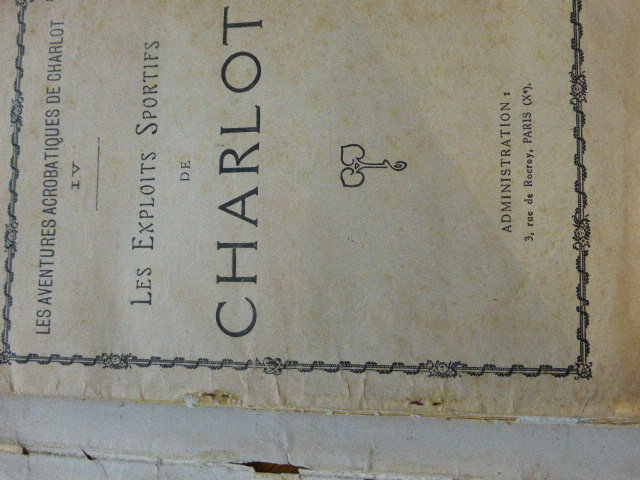 LES AVENTURES ACROBATIQUES DE CHARLOT
IV
LES EXPLOITS SPORTIFS
DE
CHARLOT
ADMINISTRATION :
3, rue de Rocroy, PARIS (Xe).